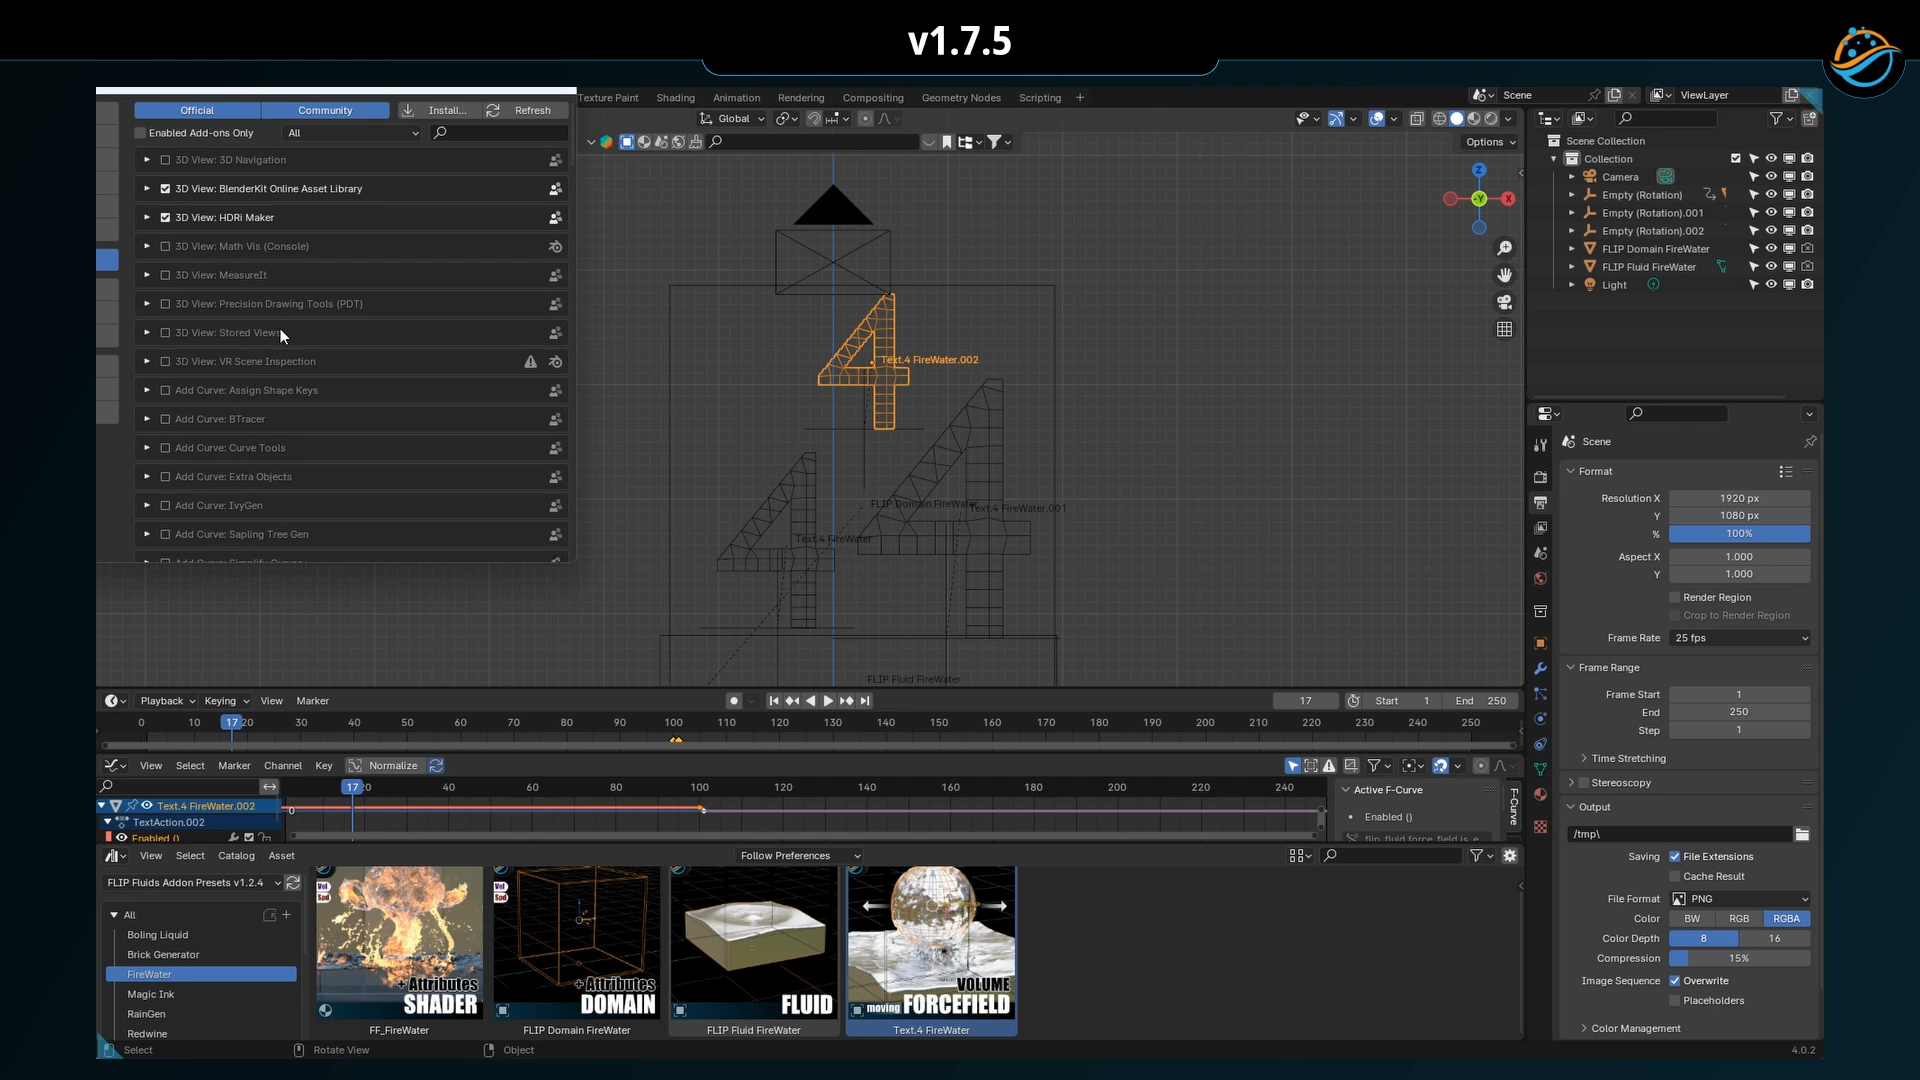 v1.7.5
Official
Community
Install...
Refresh
Enabled Add-ons Only
All
3D View: 3D Navigation
3D View: BlenderKit Online Asset Library
3D View: HDRi Maker
3D View: Math Vis (Console)
3D View: MeasureIt
3D View: Precision Drawing Tools (PDT)
3D View: Stored Views
3D View: VR Scene Inspection
Add Curve: Assign Shape Keys
Add Curve: BTracer
Add Curve: Curve Tools
Add Curve: Extra Objects
Add Curve: IvyGen
Add Curve: Sapling Tree Gen
Texture Paint
Shading
Animation
Rendering
Compositing
Geometry Nodes
Scripting
+
Global
Options
Z
-Y
X
Text.4 FireWater.002
FLIP Domain FireWater
Text.4 FireWater.001
Text.4 FireWater
FLIP Fluid FireWater
Scene
ViewLayer
Scene Collection
Collection
Camera
Empty (Rotation)
Empty (Rotation).001
Empty (Rotation).002
FLIP Domain FireWater
FLIP Fluid FireWater
Light
Scene
Format
Resolution X 1920 px
Y 1080 px
% 100%
Aspect X 1.000
Y 1.000
Render Region
Crop to Render Region
Frame Rate 25 fps
Frame Range
Frame Start 1
End 250
Step 1
Time Stretching
Stereoscopy
Output
/tmp\
Saving File Extensions
Cache Result
File Format PNG
Color BW RGB RGBA
Color Depth 8 16
Compression 15%
Image Sequence Overwrite
Placeholders
Color Management
Playback Keying View Marker
17 Start 1 End 250
0 10 17 20 30 40 50 60 70 80 90 100 110 120 130 140 150 160 170 180 190 200 210 220 230 240 250
View Select Marker Channel Key Normalize
17 20 40 60 80 100 120 140 160 180 200 220 240
Text.4 FireWater.002
TextAction.002
Enabled ()
0
Active F-Curve
Enabled ()
F-Curve
View Select Catalog Asset Follow Preferences
FLIP Fluids Addon Presets v1.2.4
All
Boling Liquid
Brick Generator
FireWater
Magic Ink
RainGen
Redwine
Vel
Spd
+ Attributes
SHADER
FF_FireWater
Vel
Spd
+ Attributes
DOMAIN
FLIP Domain FireWater
FLUID
FLIP Fluid FireWater
VOLUME
moving FORCEFIELD
Text.4 FireWater
Select Rotate View Object 4.0.2